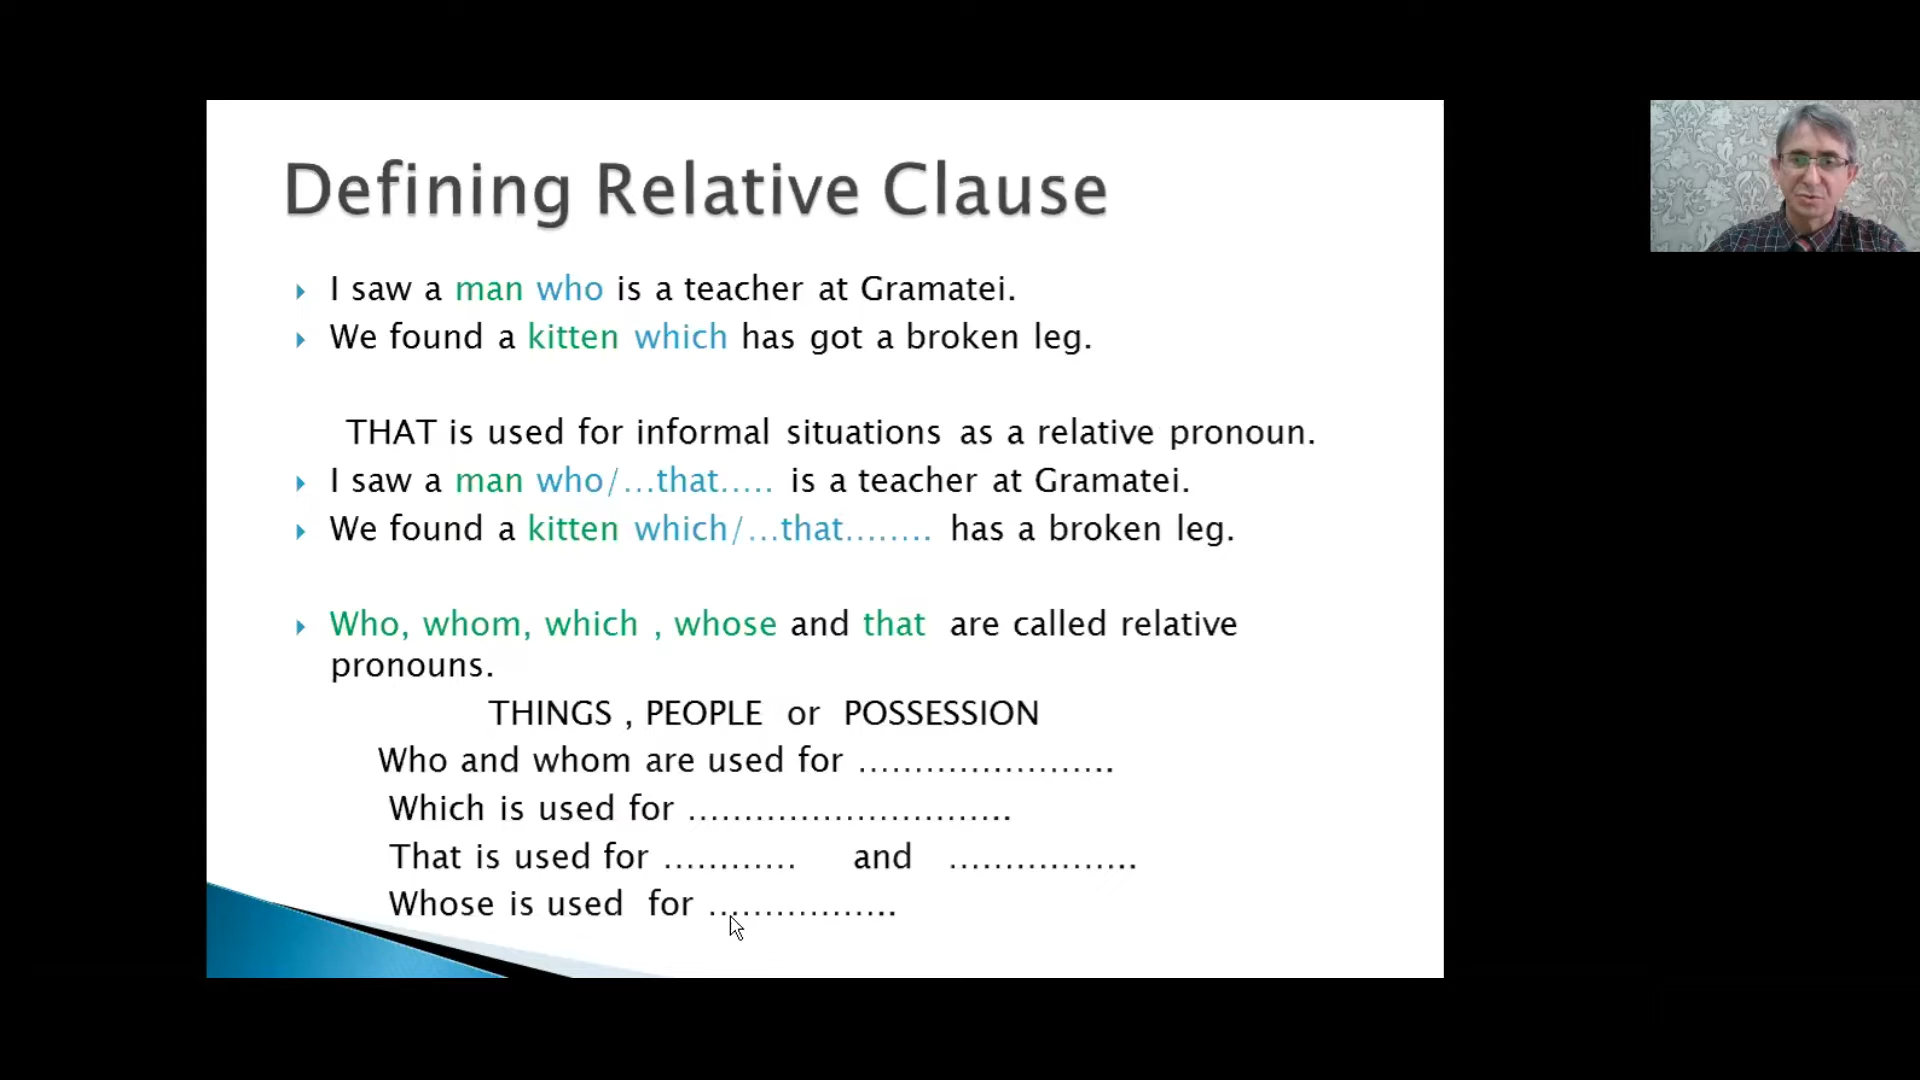 Defining Relative Clause
I saw a man who is a teacher at Gramatei.
We found a kitten which has got a broken leg.
THAT is used for informal situations as a relative pronoun.
I saw a man who/...that..... is a teacher at Gramatei.
We found a kitten which/...that........ has a broken leg.
Who, whom, which , whose and that are called relative
pronouns.
THINGS , PEOPLE or POSSESSION
Who and whom are used for .......................
Which is used for .............................
That is used for ............ and .................
Whose is used for .................